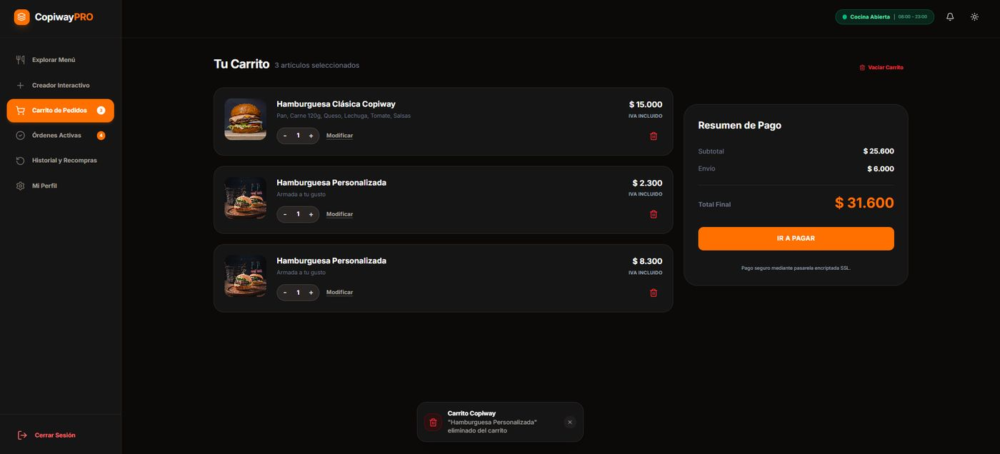 CopiwayPRO
Cocina Abierta | 08:00 - 23:00
Explorar Menú
Creador Interactivo
Carrito de Pedidos 3
Órdenes Activas 4
Historial y Recompras
Mi Perfil
Cerrar Sesión
Tu Carrito 3 artículos seleccionados
Vaciar Carrito
Hamburguesa Clásica Copiway
Pan, Carne 120g, Queso, Lechuga, Tomate, Salsas
- 1 + Modificar
$ 15.000
IVA INCLUIDO
Hamburguesa Personalizada
Armada a tu gusto
- 1 + Modificar
$ 2.300
IVA INCLUIDO
Hamburguesa Personalizada
Armada a tu gusto
- 1 + Modificar
$ 8.300
IVA INCLUIDO
Resumen de Pago
Subtotal $ 25.600
Envío $ 6.000
Total Final $ 31.600
IR A PAGAR
Pago seguro mediante pasarela encriptada SSL.
Carrito Copiway
"Hamburguesa Personalizada"
eliminado del carrito